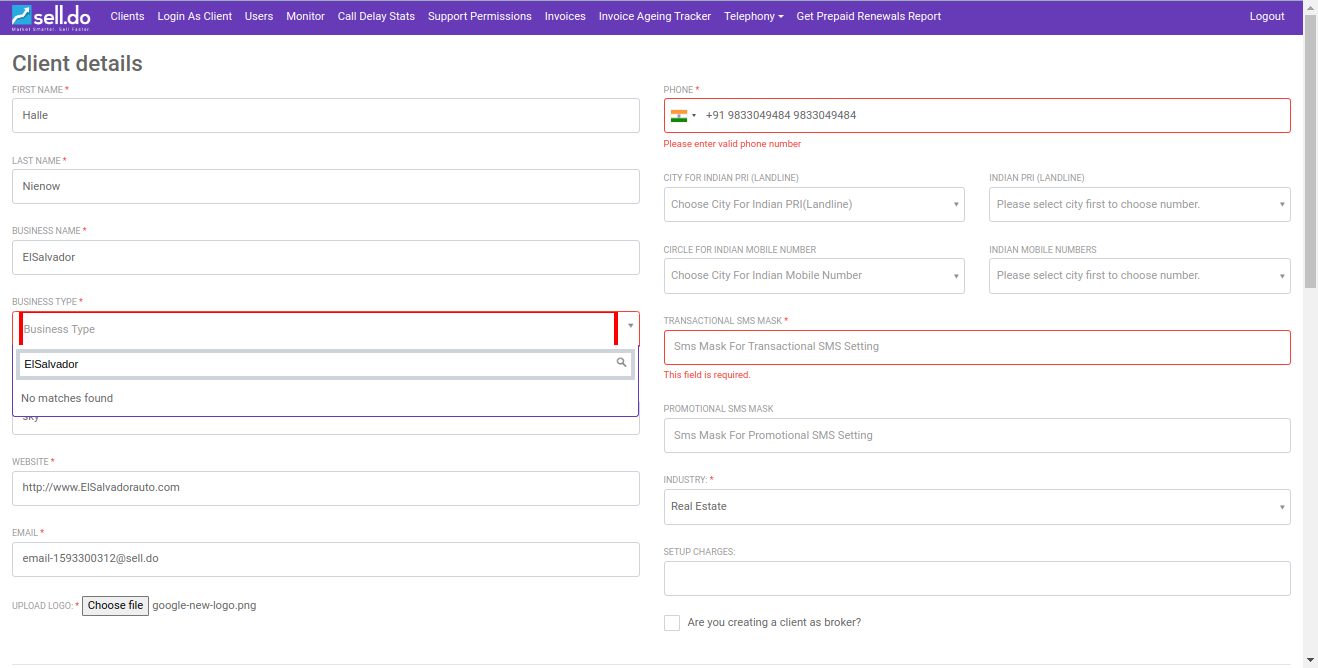 sell.do
Market Smarter. Sell Faster.
Clients Login As Client Users Monitor Call Delay Stats Support Permissions Invoices Invoice Ageing Tracker Telephony Get Prepaid Renewals Report Logout
Client details
FIRST NAME *
Halle
LAST NAME *
Nienow
BUSINESS NAME *
ElSalvador
BUSINESS TYPE *
Business Type
ElSalvador
No matches found
sky
WEBSITE *
http://www.ElSalvadorauto.com
EMAIL *
email-1593300312@sell.do
UPLOAD LOGO: * Choose file google-new-logo.png
PHONE *
+91 9833049484 9833049484
Please enter valid phone number
CITY FOR INDIAN PRI (LANDLINE) INDIAN PRI (LANDLINE)
Choose City For Indian PRI(Landline) Please select city first to choose number.
CIRCLE FOR INDIAN MOBILE NUMBER INDIAN MOBILE NUMBERS
Choose City For Indian Mobile Number Please select city first to choose number.
TRANSACTIONAL SMS MASK *
Sms Mask For Transactional SMS Setting
This field is required.
PROMOTIONAL SMS MASK
Sms Mask For Promotional SMS Setting
INDUSTRY: *
Real Estate
SETUP CHARGES:
Are you creating a client as broker?